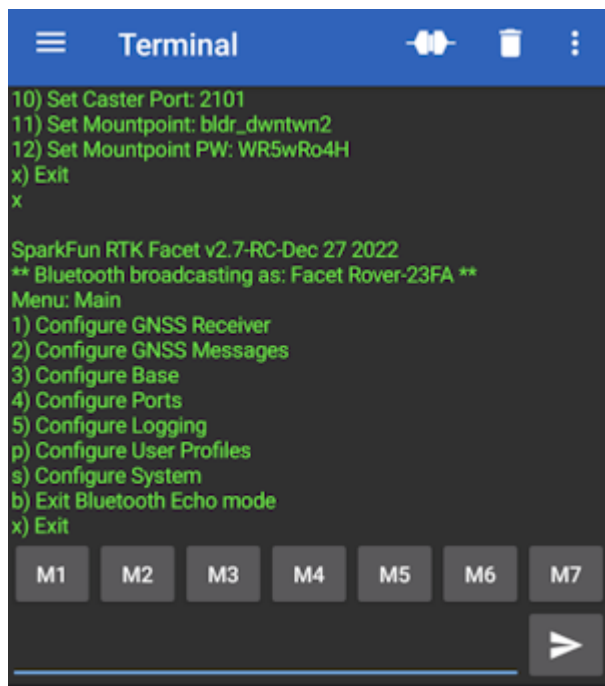 Terminal
10) Set Caster Port: 2101
11) Set Mountpoint: bldr_dwntwn2
12) Set Mountpoint PW: WR5wRo4H
x) Exit
x
SparkFun RTK Facet v2.7-RC-Dec 27 2022
** Bluetooth broadcasting as: Facet Rover-23FA **
Menu: Main
1) Configure GNSS Receiver
2) Configure GNSS Messages
3) Configure Base
4) Configure Ports
5) Configure Logging
p) Configure User Profiles
s) Configure System
b) Exit Bluetooth Echo mode
x) Exit
M1 M2 M3 M4 M5 M6 M7